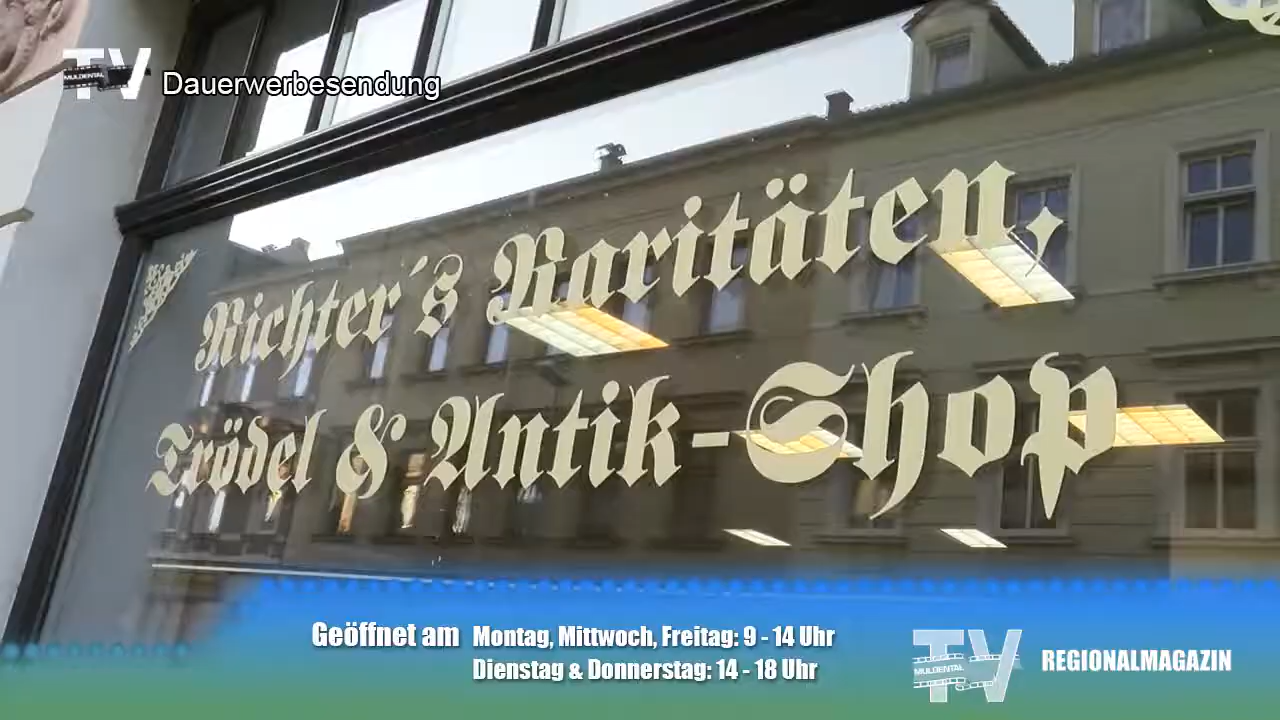 TV
MULDENTAL
Dauerwerbesendung
Richter´s Raritäten,
Trödel & Antik-Shop
Geöffnet am Montag, Mittwoch, Freitag: 9 - 14 Uhr
Dienstag & Donnerstag: 14 - 18 Uhr
TV
MULDENTAL
REGIONALMAGAZIN